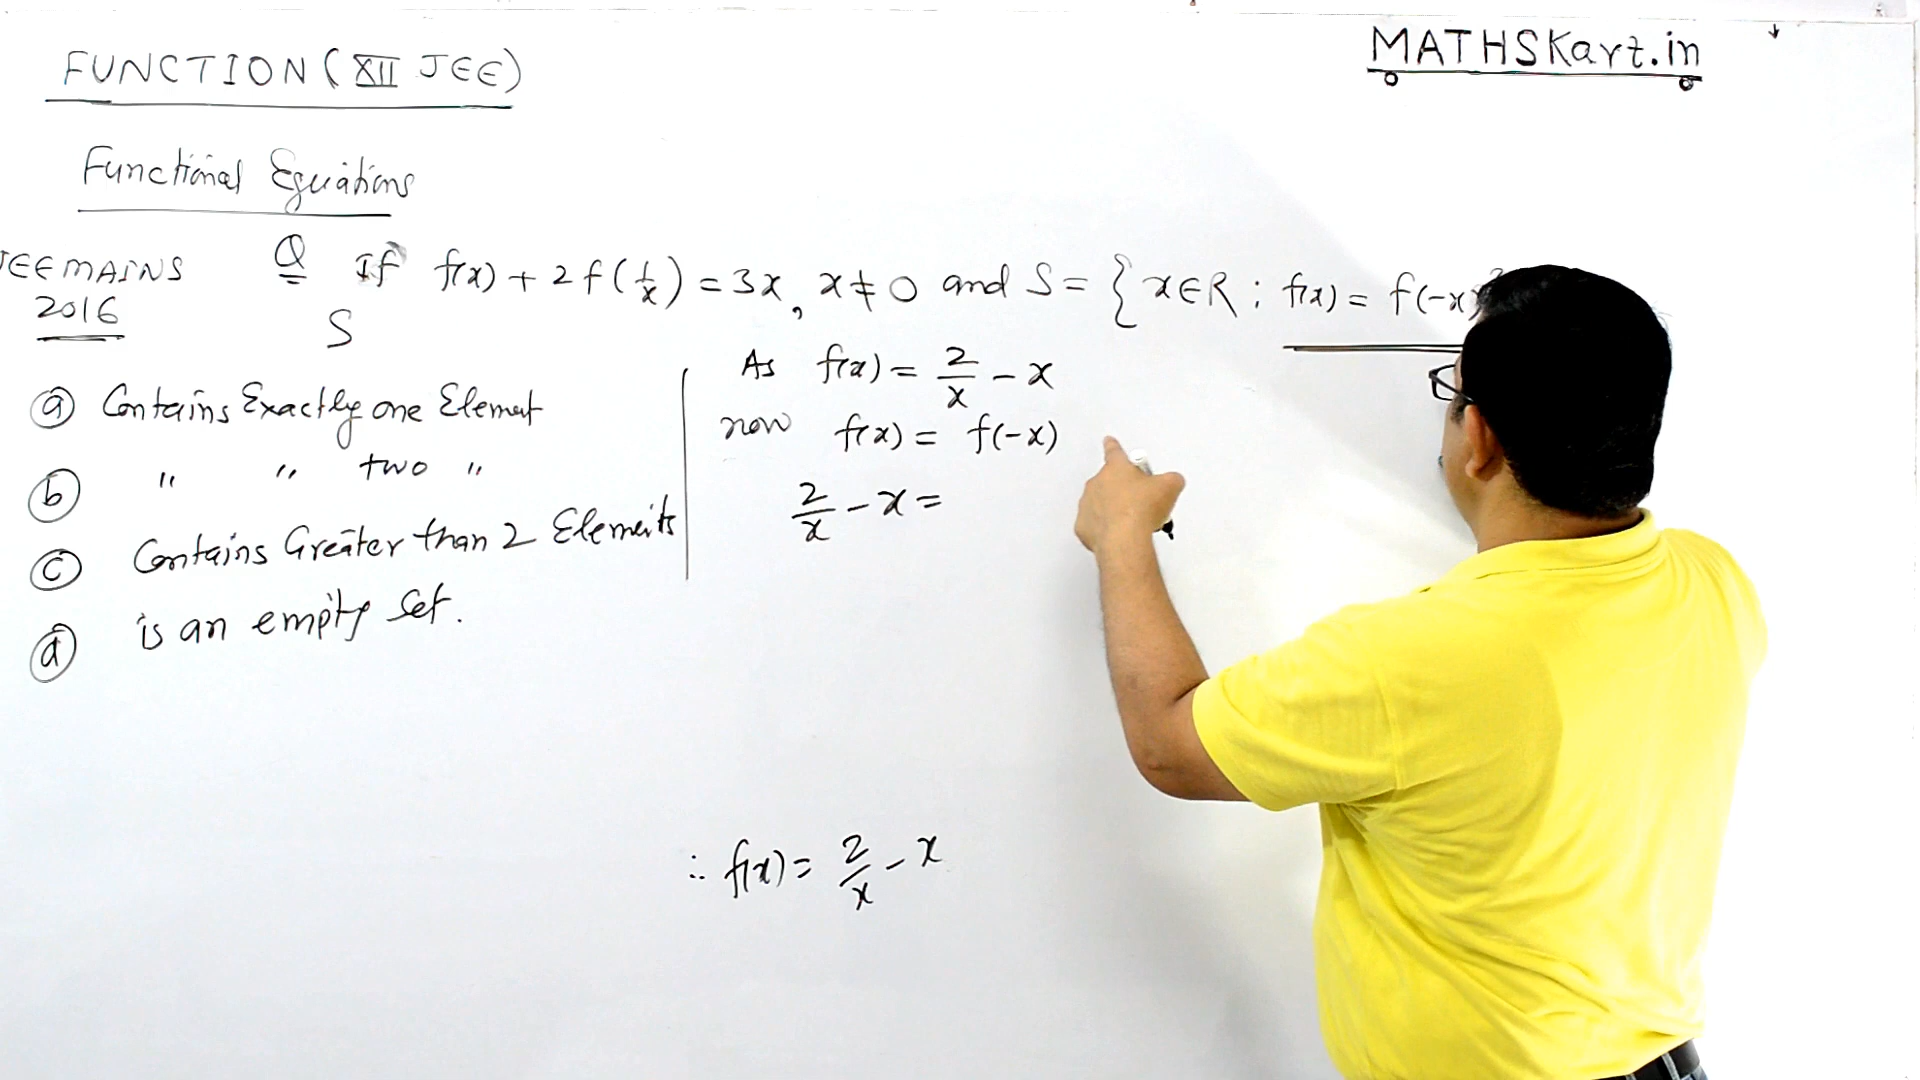 FUNCTION (XII JEE)
MATHSKart.in
Functional Equations
JEE MAINS 2016
Q If f(x) + 2f(1/x) = 3x, x ≠ 0 and S = { x∈R ; f(x) = f(-x)
S
(a) Contains Exactly one Element
(b) " " two "
(c) Contains Greater than 2 Elements
(d) is an empty set.
As f(x) = 2/x - x
now f(x) = f(-x)
2/x - x =
∴ f(x) = 2/x - x